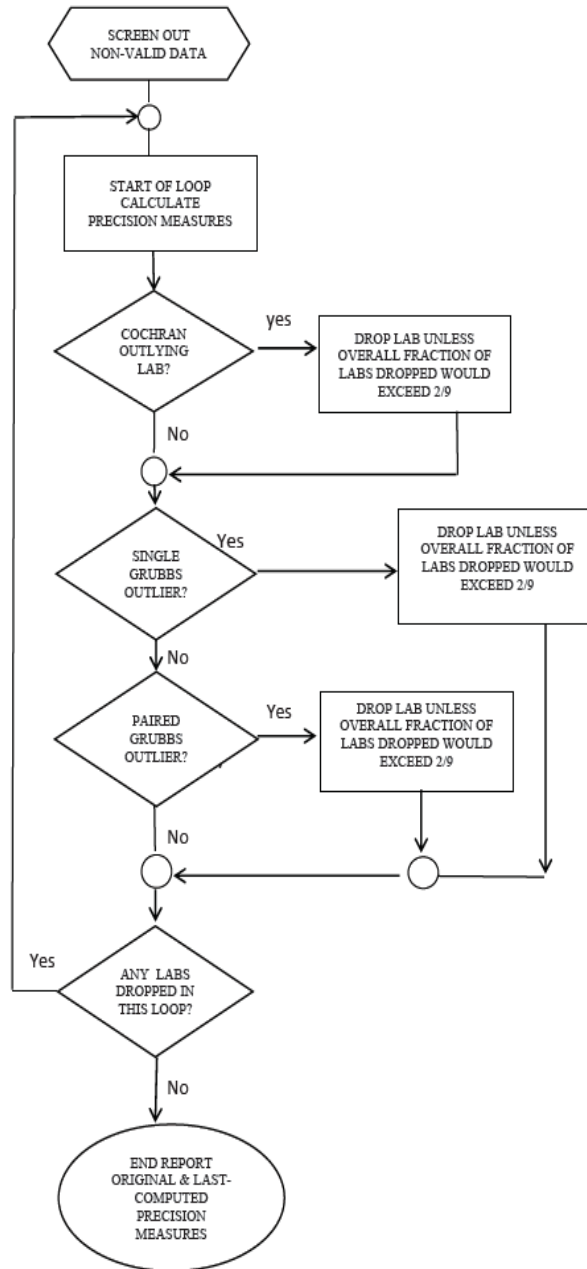 SCREEN OUT
NON-VALID DATA
START OF LOOP
CALCULATE
PRECISION MEASURES
COCHRAN
OUTLYING
LAB?
yes
DROP LAB UNLESS
OVERALL FRACTION OF
LABS DROPPED WOULD
EXCEED 2/9
No
SINGLE
GRUBBS
OUTLIER?
Yes
DROP LAB UNLESS
OVERALL FRACTION OF
LABS DROPPED WOULD
EXCEED 2/9
No
PAIRED
GRUBBS
OUTLIER?
Yes
DROP LAB UNLESS
OVERALL FRACTION OF
LABS DROPPED WOULD
EXCEED 2/9
No
ANY LABS
DROPPED IN
THIS LOOP?
Yes
No
END REPORT
ORIGINAL & LAST-
COMPUTED
PRECISION
MEASURES